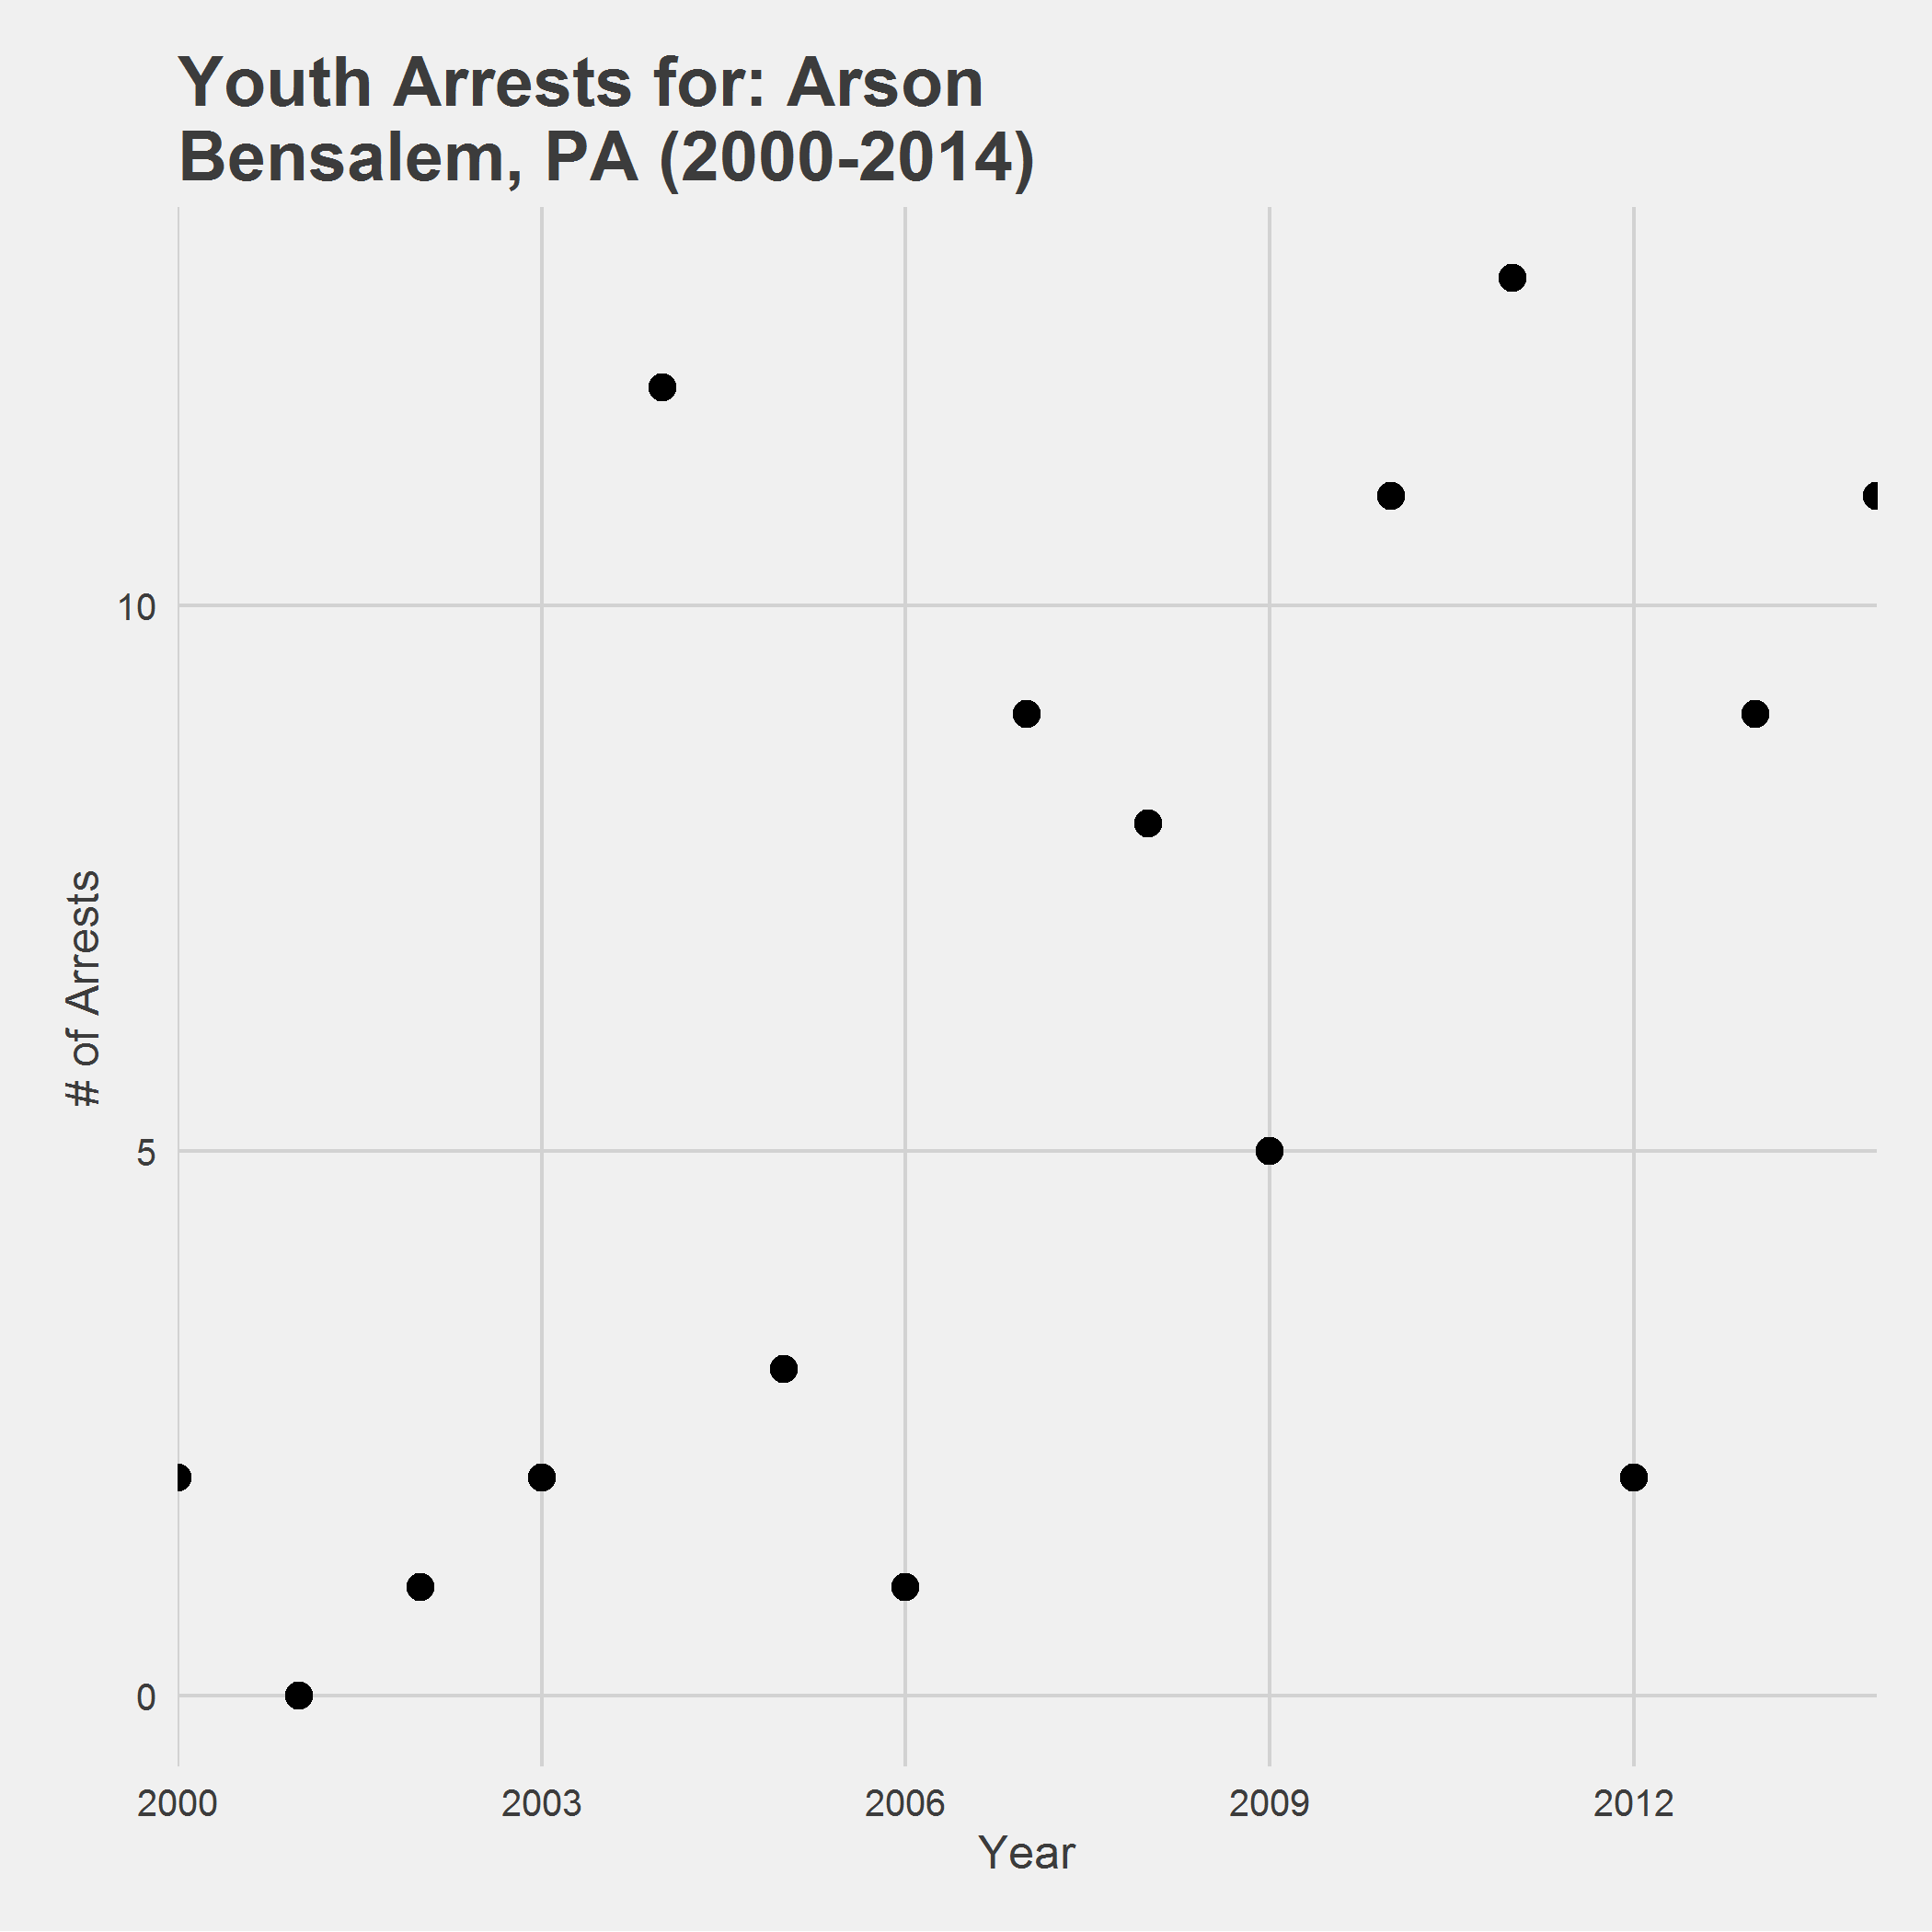 Youth Arrests for: Arson
Bensalem, PA (2000-2014)
# of Arrests
10
5
0
2000 2003 2006 2009 2012
Year